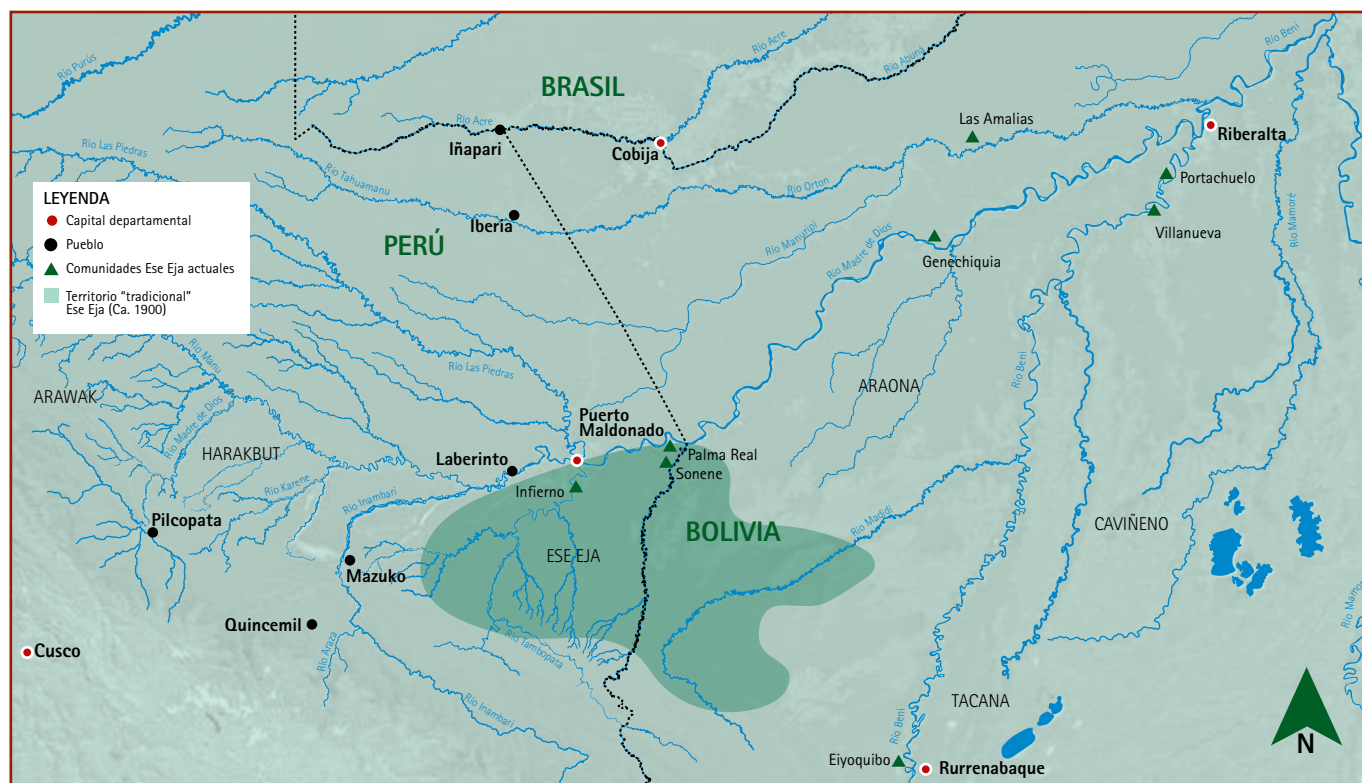 Río Purús
Río Acre
Río Abuná
Río Beni
BRASIL
Río Acre
Iñapari
Cobija
Las Amalias
Riberalta
Río Las Piedras
Río Tahuamanu
Río Orton
Portachuelo
LEYENDA
Capital departamental
Pueblo
Comunidades Ese Eja actuales
Territorio “tradicional”
Ese Eja (Ca. 1900)
Iberia
PERÚ
Río Manuripi
Río Madre de Dios
Genechiquia
Villanueva
Río Mamoré
Río Manu
Río Las Piedras
ARAWAK
Río Madre de Dios
HARAKBUT
Río Karene
Río Beni
ARAONA
Puerto
Maldonado
Laberinto
Palma Real
Sonene
Infierno
Río Inambari
Pilcopata
Mazuko
ESE EJA
BOLIVIA
Río Madidi
CAVIÑENO
Quincemil
Río Araza
Río Tambopata
Cusco
Río Inambari
TACANA
Río Beni
Eiyoquibo
Rurrenabaque
N